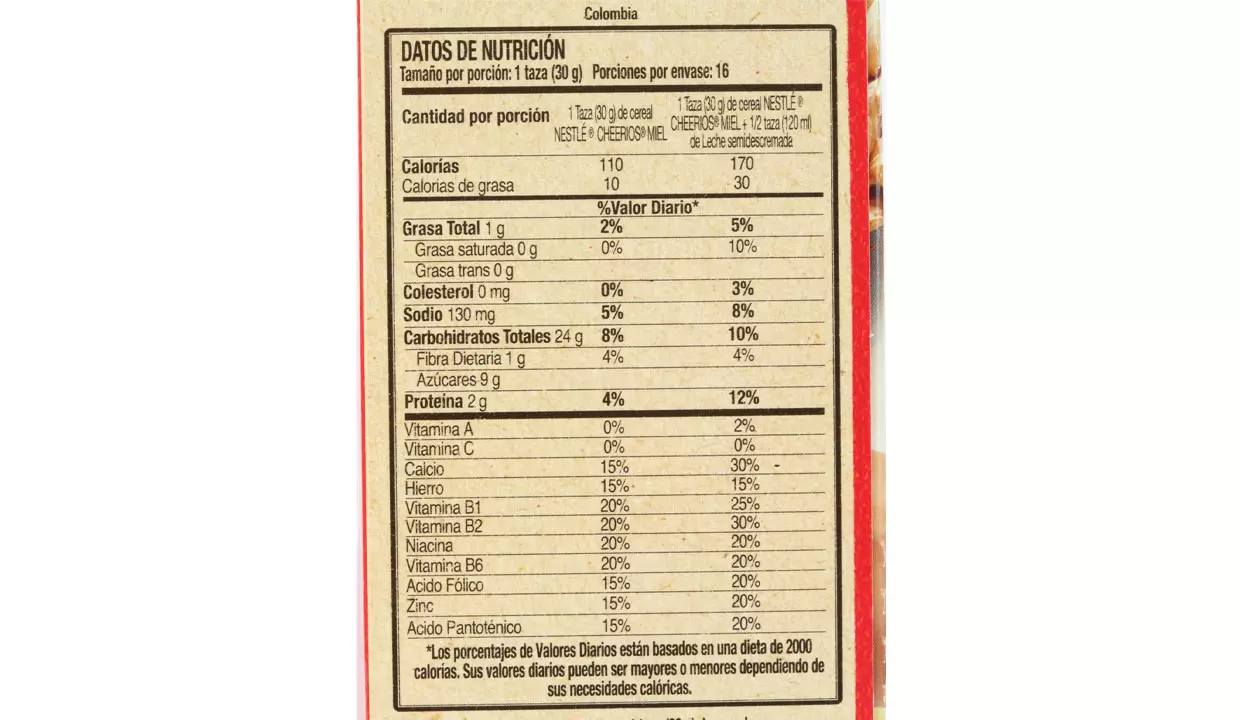 Colombia
DATOS DE NUTRICIÓN
Tamaño por porción: 1 taza (30 g) Porciones por envase: 16
Cantidad por porción
1 Taza (30 g) de cereal
NESTLÉ ® CHEERIOS® MIEL
1 Taza (30 g) de cereal NESTLÉ ®
CHEERIOS® MIEL + 1/2 taza (120 ml)
de Leche semidescremada
Calorías 110 170
Calorias de grasa 10 30
%Valor Diario*
Grasa Total 1 g 2% 5%
Grasa saturada 0 g 0% 10%
Grasa trans 0 g
Colesterol 0 mg 0% 3%
Sodio 130 mg 5% 8%
Carbohidratos Totales 24 g 8% 10%
Fibra Dietaria 1 g 4% 4%
Azúcares 9 g
Proteína 2 g 4% 12%
Vitamina A 0% 2%
Vitamina C 0% 0%
Calcio 15% 30%
Hierro 15% 15%
Vitamina B1 20% 25%
Vitamina B2 20% 30%
Niacina 20% 20%
Vitamina B6 20% 20%
Acido Fólico 15% 20%
Zinc 15% 20%
Acido Pantoténico 15% 20%
*Los porcentajes de Valores Diarios están basados en una dieta de 2000
calorías. Sus valores diarios pueden ser mayores o menores dependiendo de
sus necesidades calóricas.